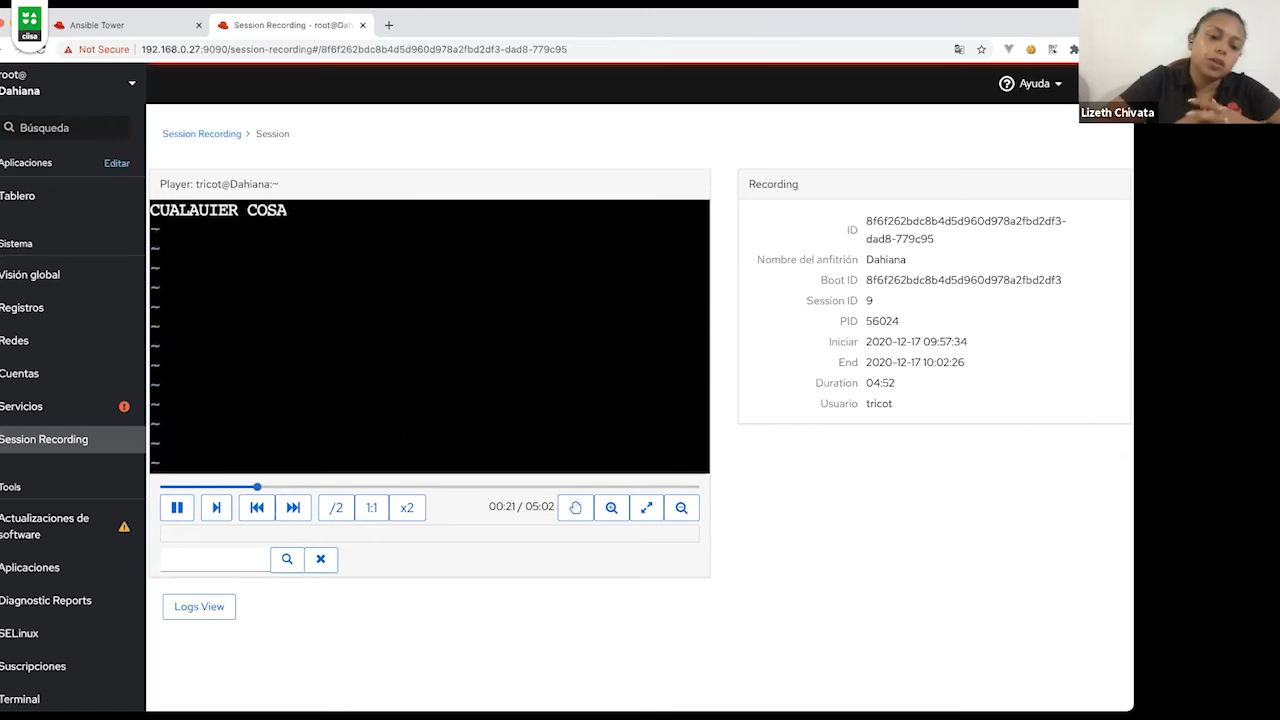 clisa
Ansible Tower
Session Recording - root@Dah
Not Secure
192.168.0.27:9090/session-recording#/8f6f262bdc8b4d5d960d978a2fbd2df3-dad8-779c95
root@
Dahiana
Ayuda
Lizeth Chivata
Búsqueda
Aplicaciones
Editar
Tablero
Sistema
Visión global
Registros
Redes
Cuentas
Servicios
Session Recording
Tools
Actualizaciones de
software
Aplicaciones
Diagnostic Reports
SELinux
Suscripciones
Terminal
Session Recording > Session
Player: tricot@Dahiana:~
CUALAUIER COSA
~
~
~
~
~
~
~
~
~
~
~
~
~
/2
1:1
x2
00:21 / 05:02
Logs View
Recording
ID 8f6f262bdc8b4d5d960d978a2fbd2df3-
dad8-779c95
Nombre del anfitrión Dahiana
Boot ID 8f6f262bdc8b4d5d960d978a2fbd2df3
Session ID 9
PID 56024
Iniciar 2020-12-17 09:57:34
End 2020-12-17 10:02:26
Duration 04:52
Usuario tricot